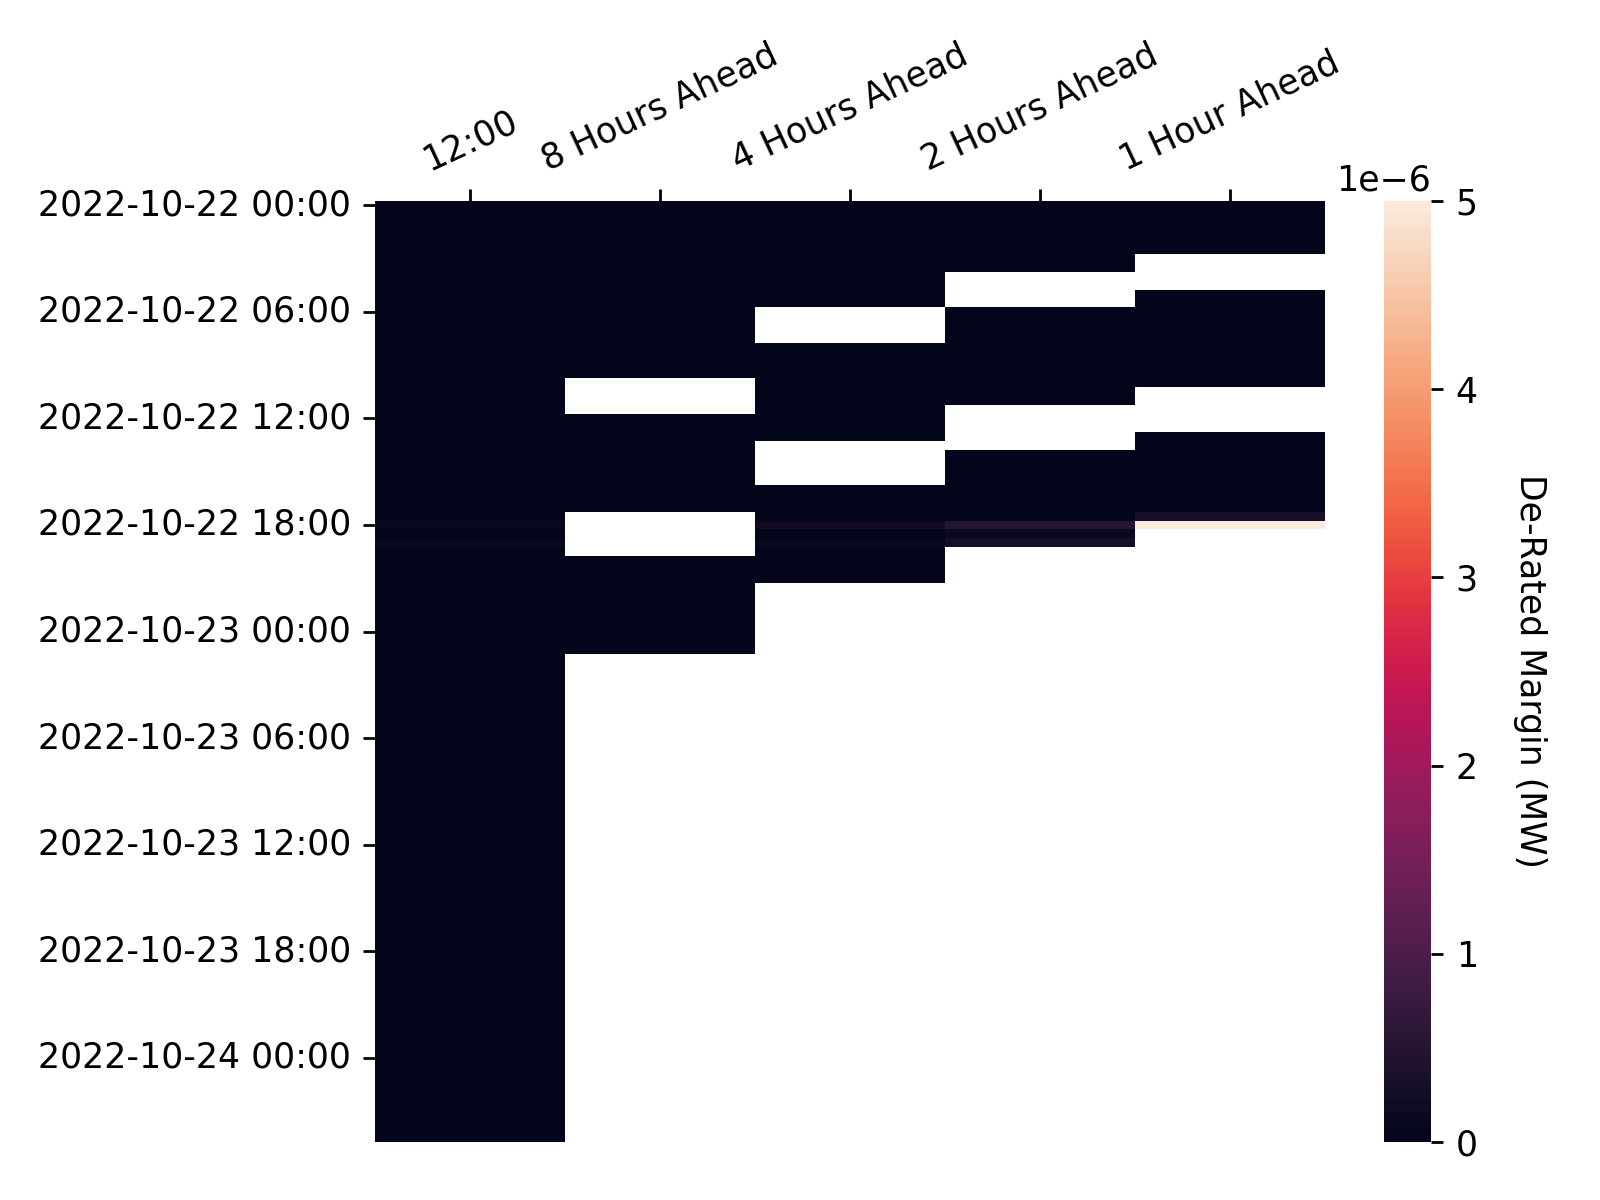 12:00
8 Hours Ahead
4 Hours Ahead
2 Hours Ahead
1 Hour Ahead
2022-10-22 00:00
2022-10-22 06:00
2022-10-22 12:00
2022-10-22 18:00
2022-10-23 00:00
2022-10-23 06:00
2022-10-23 12:00
2022-10-23 18:00
2022-10-24 00:00
1e−6
5
4
3
2
1
0
De-Rated Margin (MW)